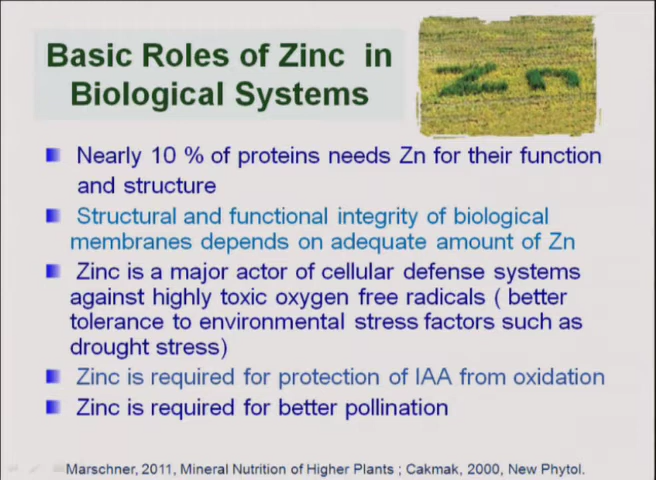 Basic Roles of Zinc in
Biological Systems
Zn
Nearly 10 % of proteins needs Zn for their function
and structure
Structural and functional integrity of biological
membranes depends on adequate amount of Zn
Zinc is a major actor of cellular defense systems
against highly toxic oxygen free radicals ( better
tolerance to environmental stress factors such as
drought stress)
Zinc is required for protection of IAA from oxidation
Zinc is required for better pollination
Marschner, 2011, Mineral Nutrition of Higher Plants ; Cakmak, 2000, New Phytol.